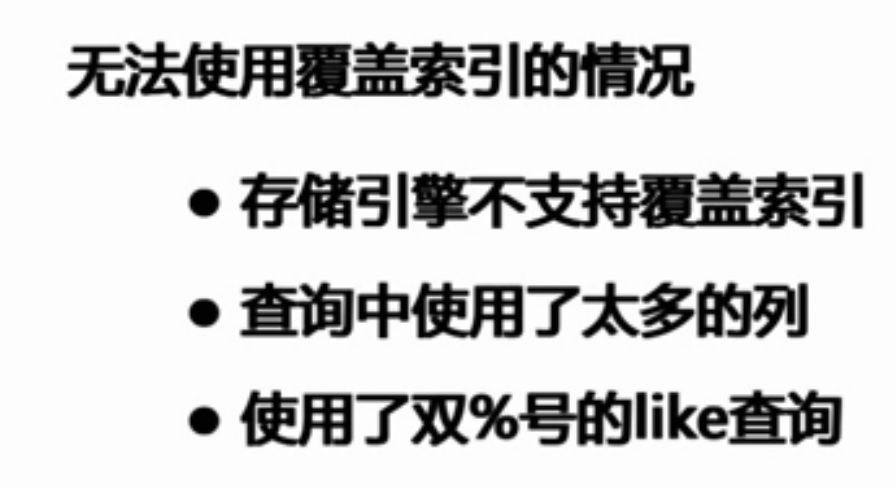 无法使用覆盖索引的情况
● 存储引擎不支持覆盖索引
● 查询中使用了太多的列
● 使用了双%号的like查询